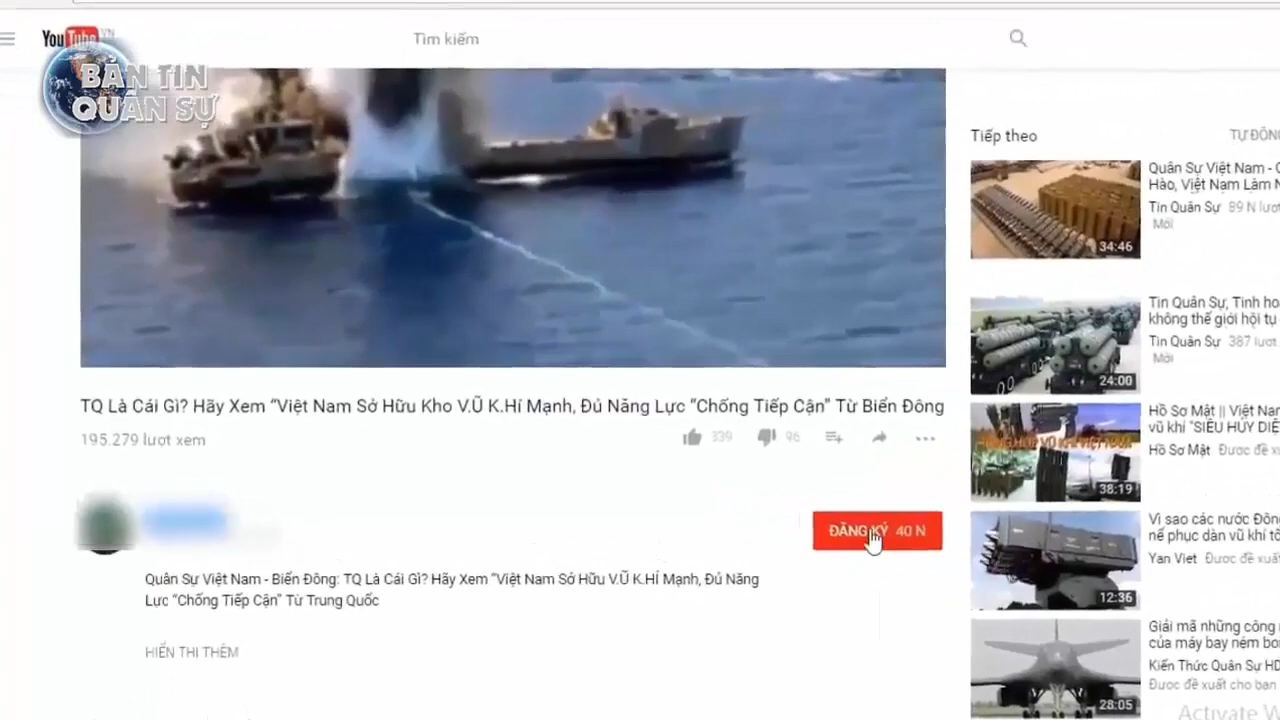 YouTube VN
Tìm kiếm
BẢN TIN
QUÂN SỰ
TQ Là Cái Gì? Hãy Xem “Việt Nam Sở Hữu Kho V.Ũ K.Hí Mạnh, Đủ Năng Lực “Chống Tiếp Cận” Từ Biển Đông
195.279 lượt xem
339
96
ĐĂNG KÝ 40 N
Quân Sự Việt Nam - Biển Đông: TQ Là Cái Gì? Hãy Xem “Việt Nam Sở Hữu V.Ũ K.HÍ Mạnh, Đủ Năng
Lực “Chống Tiếp Cận” Từ Trung Quốc
HIỂN THỊ THÊM
Tiếp theo
TỰ ĐỘNG
34:46
Quân Sự Việt Nam -
Hào, Việt Nam Làm
Tin Quân Sự 89 N lượt
Mới
24:00
Tin Quân Sự, Tinh hoa
không thế giới hội tụ
Tin Quân Sự 387 lượt
Mới
38:19
Hồ Sơ Mật || Việt Nam
vũ khí "SIÊU HỦY DIỆ
Hồ Sơ Mật Được đề xu
12:36
Vì sao các nước Đông
nể phục dàn vũ khí tố
Yan Viet Được đề xuất
28:05
Giải mã những công
của máy bay ném bom
Kiến Thức Quân Sự HD
Được đề xuất cho bạn
Activate W